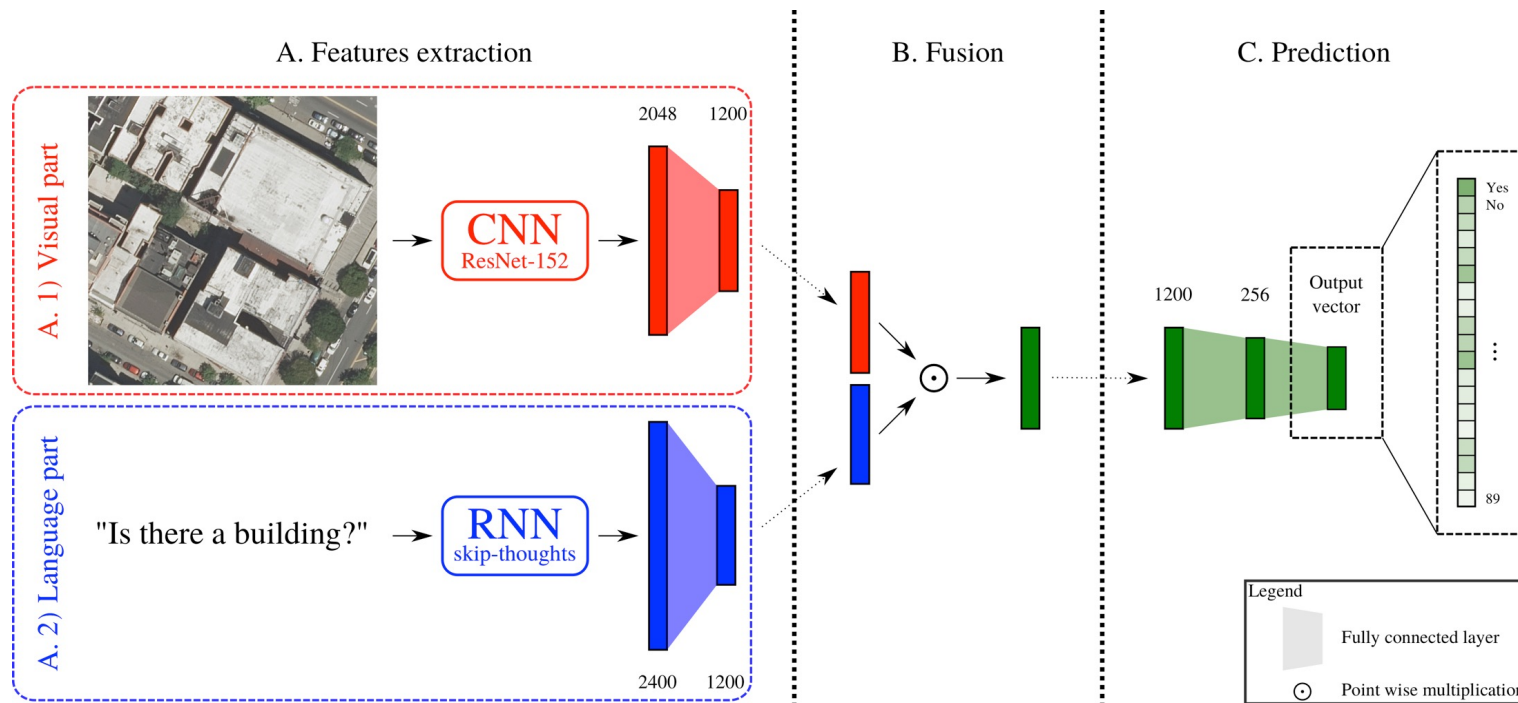 A. Features extraction
B. Fusion
C. Prediction
A. 1) Visual part
2048
1200
CNN
ResNet-152
A. 2) Language part
"Is there a building?"
RNN
skip-thoughts
2400
1200
1200
256
Output
vector
Yes
No
⋮
89
Legend
Fully connected layer
Point wise multiplication